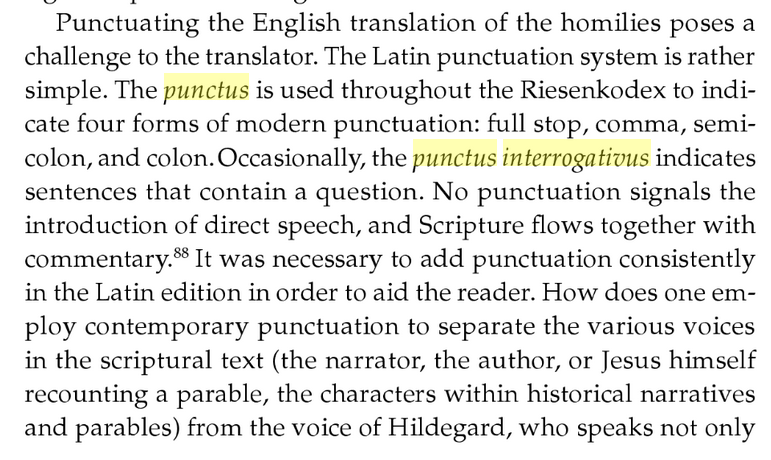 Punctuating the English translation of the homilies poses a
challenge to the translator. The Latin punctuation system is rather
simple. The punctus is used throughout the Riesenkodex to indi-
cate four forms of modern punctuation: full stop, comma, semi-
colon, and colon. Occasionally, the punctus interrogativus indicates
sentences that contain a question. No punctuation signals the
introduction of direct speech, and Scripture flows together with
commentary.88 It was necessary to add punctuation consistently
in the Latin edition in order to aid the reader. How does one em-
ploy contemporary punctuation to separate the various voices
in the scriptural text (the narrator, the author, or Jesus himself
recounting a parable, the characters within historical narratives
and parables) from the voice of Hildegard, who speaks not only